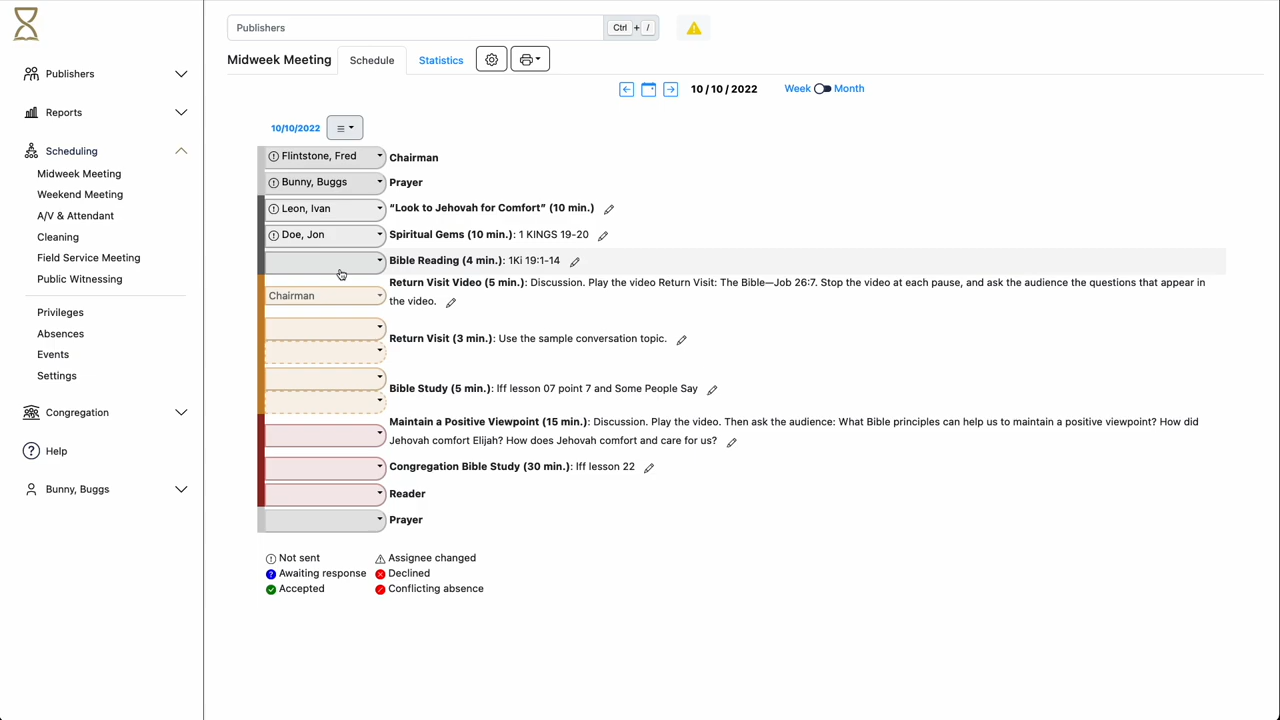 Publishers
Ctrl + /
Midweek Meeting
Schedule
Statistics
10 / 10 / 2022
Week
Month
Publishers
Reports
Scheduling
Midweek Meeting
Weekend Meeting
A/V & Attendant
Cleaning
Field Service Meeting
Public Witnessing
Privileges
Absences
Events
Settings
Congregation
Help
Bunny, Buggs
10/10/2022
Flintstone, Fred Chairman
Bunny, Buggs Prayer
Leon, Ivan “Look to Jehovah for Comfort” (10 min.)
Doe, Jon Spiritual Gems (10 min.): 1 KINGS 19-20
Bible Reading (4 min.): 1Ki 19:1-14
Chairman
Return Visit Video (5 min.): Discussion. Play the video Return Visit: The Bible—Job 26:7. Stop the video at each pause, and ask the audience the questions that appear in
the video.
Return Visit (3 min.): Use the sample conversation topic.
Bible Study (5 min.): lff lesson 07 point 7 and Some People Say
Maintain a Positive Viewpoint (15 min.): Discussion. Play the video. Then ask the audience: What Bible principles can help us to maintain a positive viewpoint? How did
Jehovah comfort Elijah? How does Jehovah comfort and care for us?
Congregation Bible Study (30 min.): lff lesson 22
Reader
Prayer
Not sent
Assignee changed
Awaiting response
Declined
Accepted
Conflicting absence